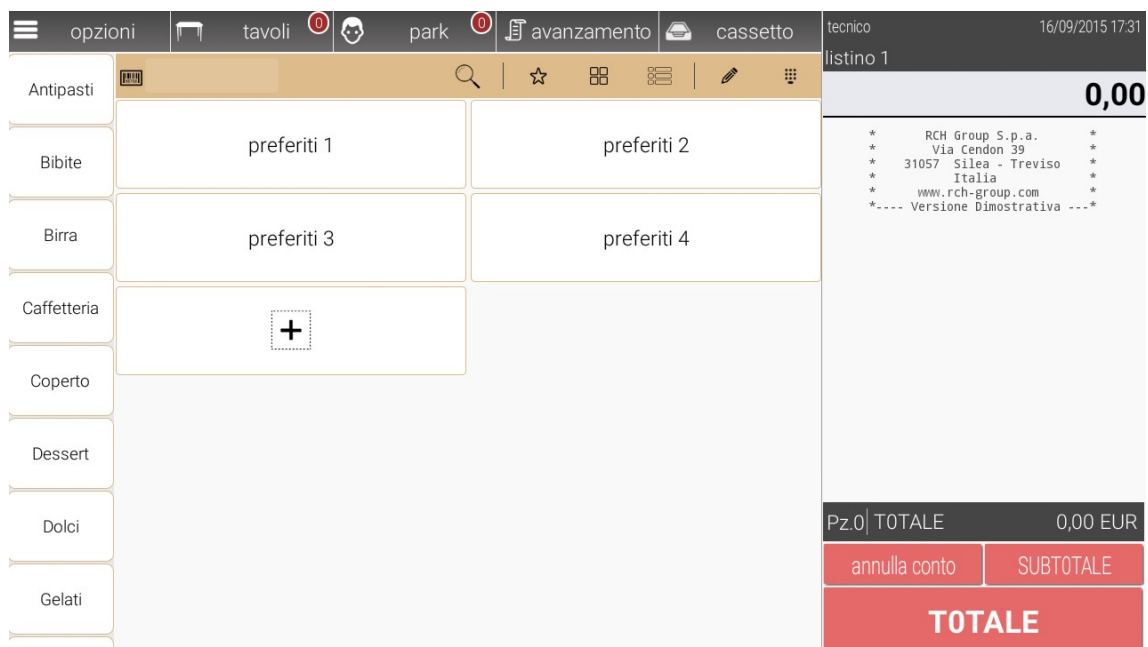 opzioni
tavoli 0
park 0
avanzamento
cassetto
tecnico 16/09/2015 17:31
listino 1
0,00
Antipasti
Bibite
Birra
Caffetteria
Coperto
Dessert
Dolci
Gelati
preferiti 1
preferiti 2
preferiti 3
preferiti 4
+
* RCH Group S.p.a. *
* Via Cendon 39 *
* 31057 Silea - Treviso *
* Italia *
* www.rch-group.com *
*---- Versione Dimostrativa ---*
Pz.0 TOTALE 0,00 EUR
annulla conto
SUBTOTALE
TOTALE